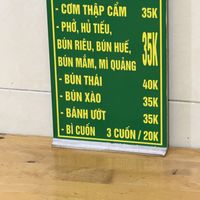 - CƠM THẬP CẨM 35K
- PHỞ, HỦ TIẾU,
BÚN RIÊU, BÚN HUẾ, 35K
BÚN MẮM, MÌ QUẢNG
- BÚN THÁI 40K
- BÚN XÀO 35K
- BÁNH ƯỚT 35K
- BÌ CUỐN 3 CUỐN / 20K